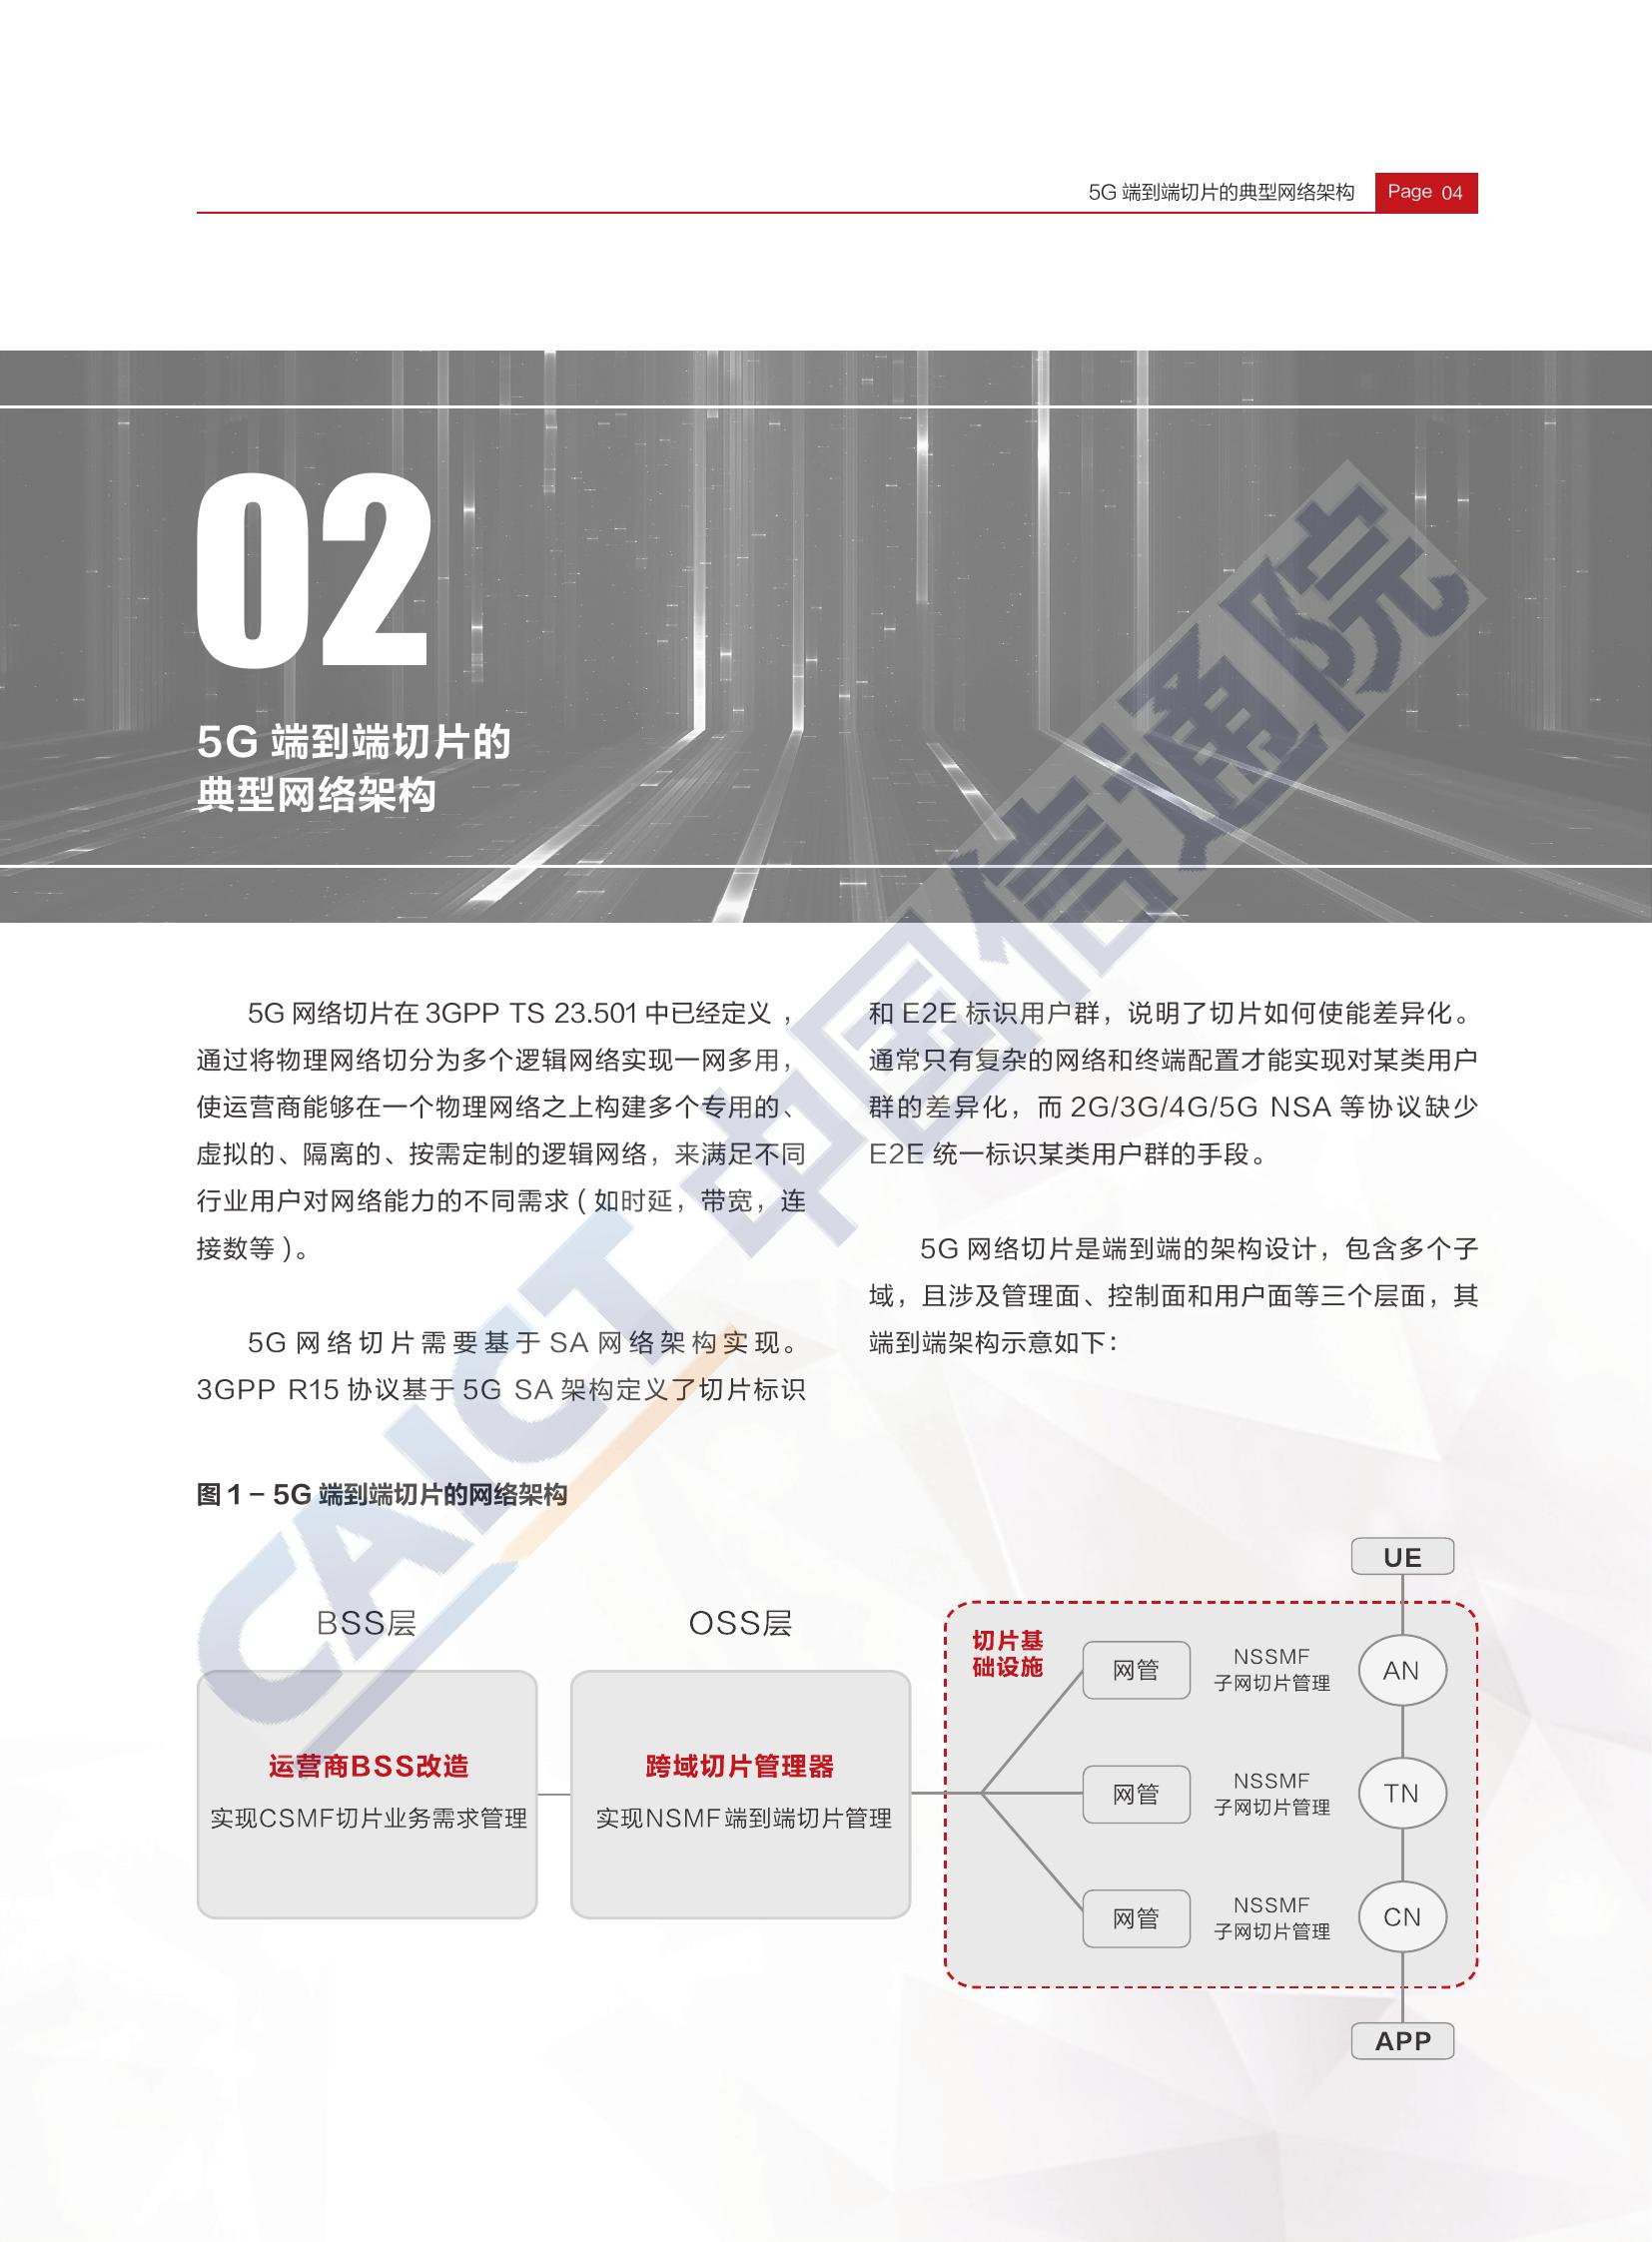 5G 端到端切片的典型网络架构
Page 04
02
5G 端到端切片的
典型网络架构
5G 网络切片在 3GPP TS 23.501 中已经定义，
通过将物理网络切分为多个逻辑网络实现一网多用，
使运营商能够在一个物理网络之上构建多个专用的、
虚拟的、隔离的、按需定制的逻辑网络，来满足不同
行业用户对网络能力的不同需求（如时延，带宽，连
接数等）。
5G 网络切片需要基于 SA 网络架构实现。
3GPP R15 协议基于 5G SA 架构定义了切片标识
和 E2E 标识用户群，说明了切片如何使能差异化。
通常只有复杂的网络和终端配置才能实现对某类用户
群的差异化，而 2G/3G/4G/5G NSA 等协议缺少
E2E 统一标识某类用户群的手段。
5G 网络切片是端到端的架构设计，包含多个子
域，且涉及管理面、控制面和用户面等三个层面，其
端到端架构示意如下：
图 1 – 5G 端到端切片的网络架构
BSS层
运营商BSS改造
实现CSMF切片业务需求管理
OSS层
跨域切片管理器
实现NSMF端到端切片管理
切片基
础设施
UE
网管
NSSMF
子网切片管理
AN
网管
NSSMF
子网切片管理
TN
网管
NSSMF
子网切片管理
CN
APP
CAICT 中国信通院